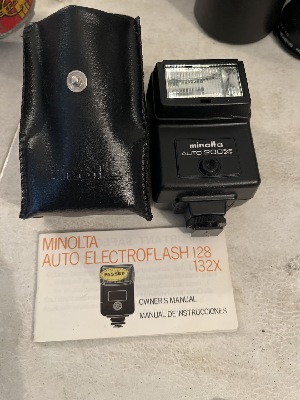 minolta
AUTO 200X
MINOLTA
AUTO ELECTROFLASH 128
132X
OWNER'S MANUAL
MANUAL DE INSTRUCCIONES